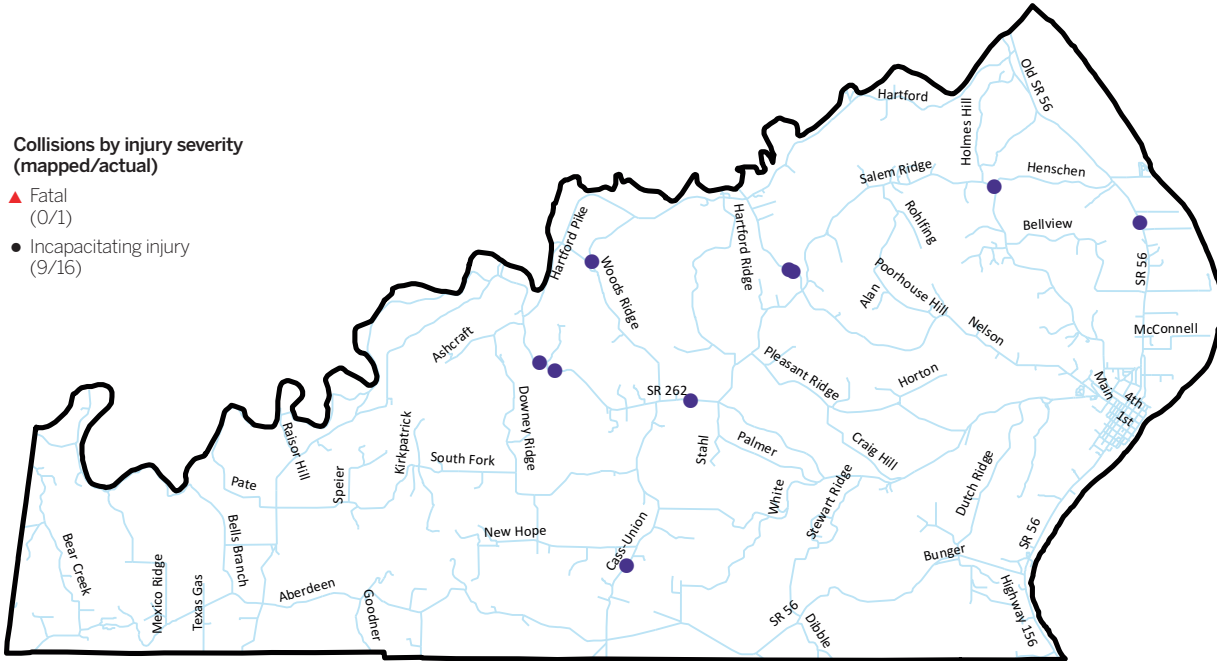 Collisions by injury severity
(mapped/actual)
Fatal
(0/1)
Incapacitating injury
(9/16)
Old SR 56
Hartford
Holmes Hill
Salem Ridge
Henschen
Rohlfing
Bellview
Hartford Pike
Hartford Ridge
Woods Ridge
SR 56
Poorhouse Hill
Alan
Nelson
McConnell
Ashcraft
Pleasant Ridge
Horton
SR 262
Main
4th
1st
Downey Ridge
Kirkpatrick
Raisor Hill
Stahl
Palmer
Craig Hill
South Fork
Speier
Pate
White
Stewart Ridge
Dutch Ridge
Bells Branch
New Hope
Cass-Union
SR 56
Bunger
Bear Creek
Mexico Ridge
Texas Gas
Aberdeen
Goodner
SR 56
Dibble
Highway 156